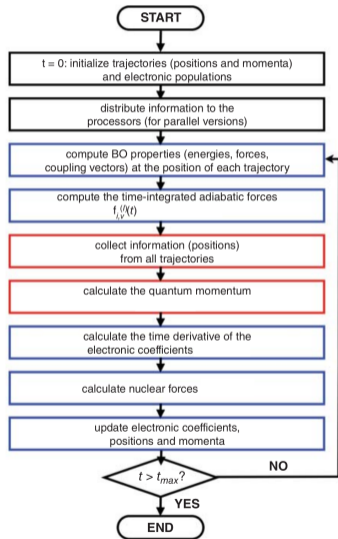 START
t = 0: initialize trajectories (positions and momenta)
and electronic populations
distribute information to the
processors (for parallel versions)
compute BO properties (energies, forces,
coupling vectors) at the position of each trajectory
compute the time-integrated adiabatic forces
collect information (positions)
from all trajectories
calculate the quantum momentum
calculate the time derivative of the
electronic coefficients
calculate nuclear forces
update electronic coefficients,
positions and momenta
t > tmax?
NO
YES
END